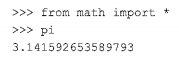 >>> from math import *
>>> pi
3.141592653589793